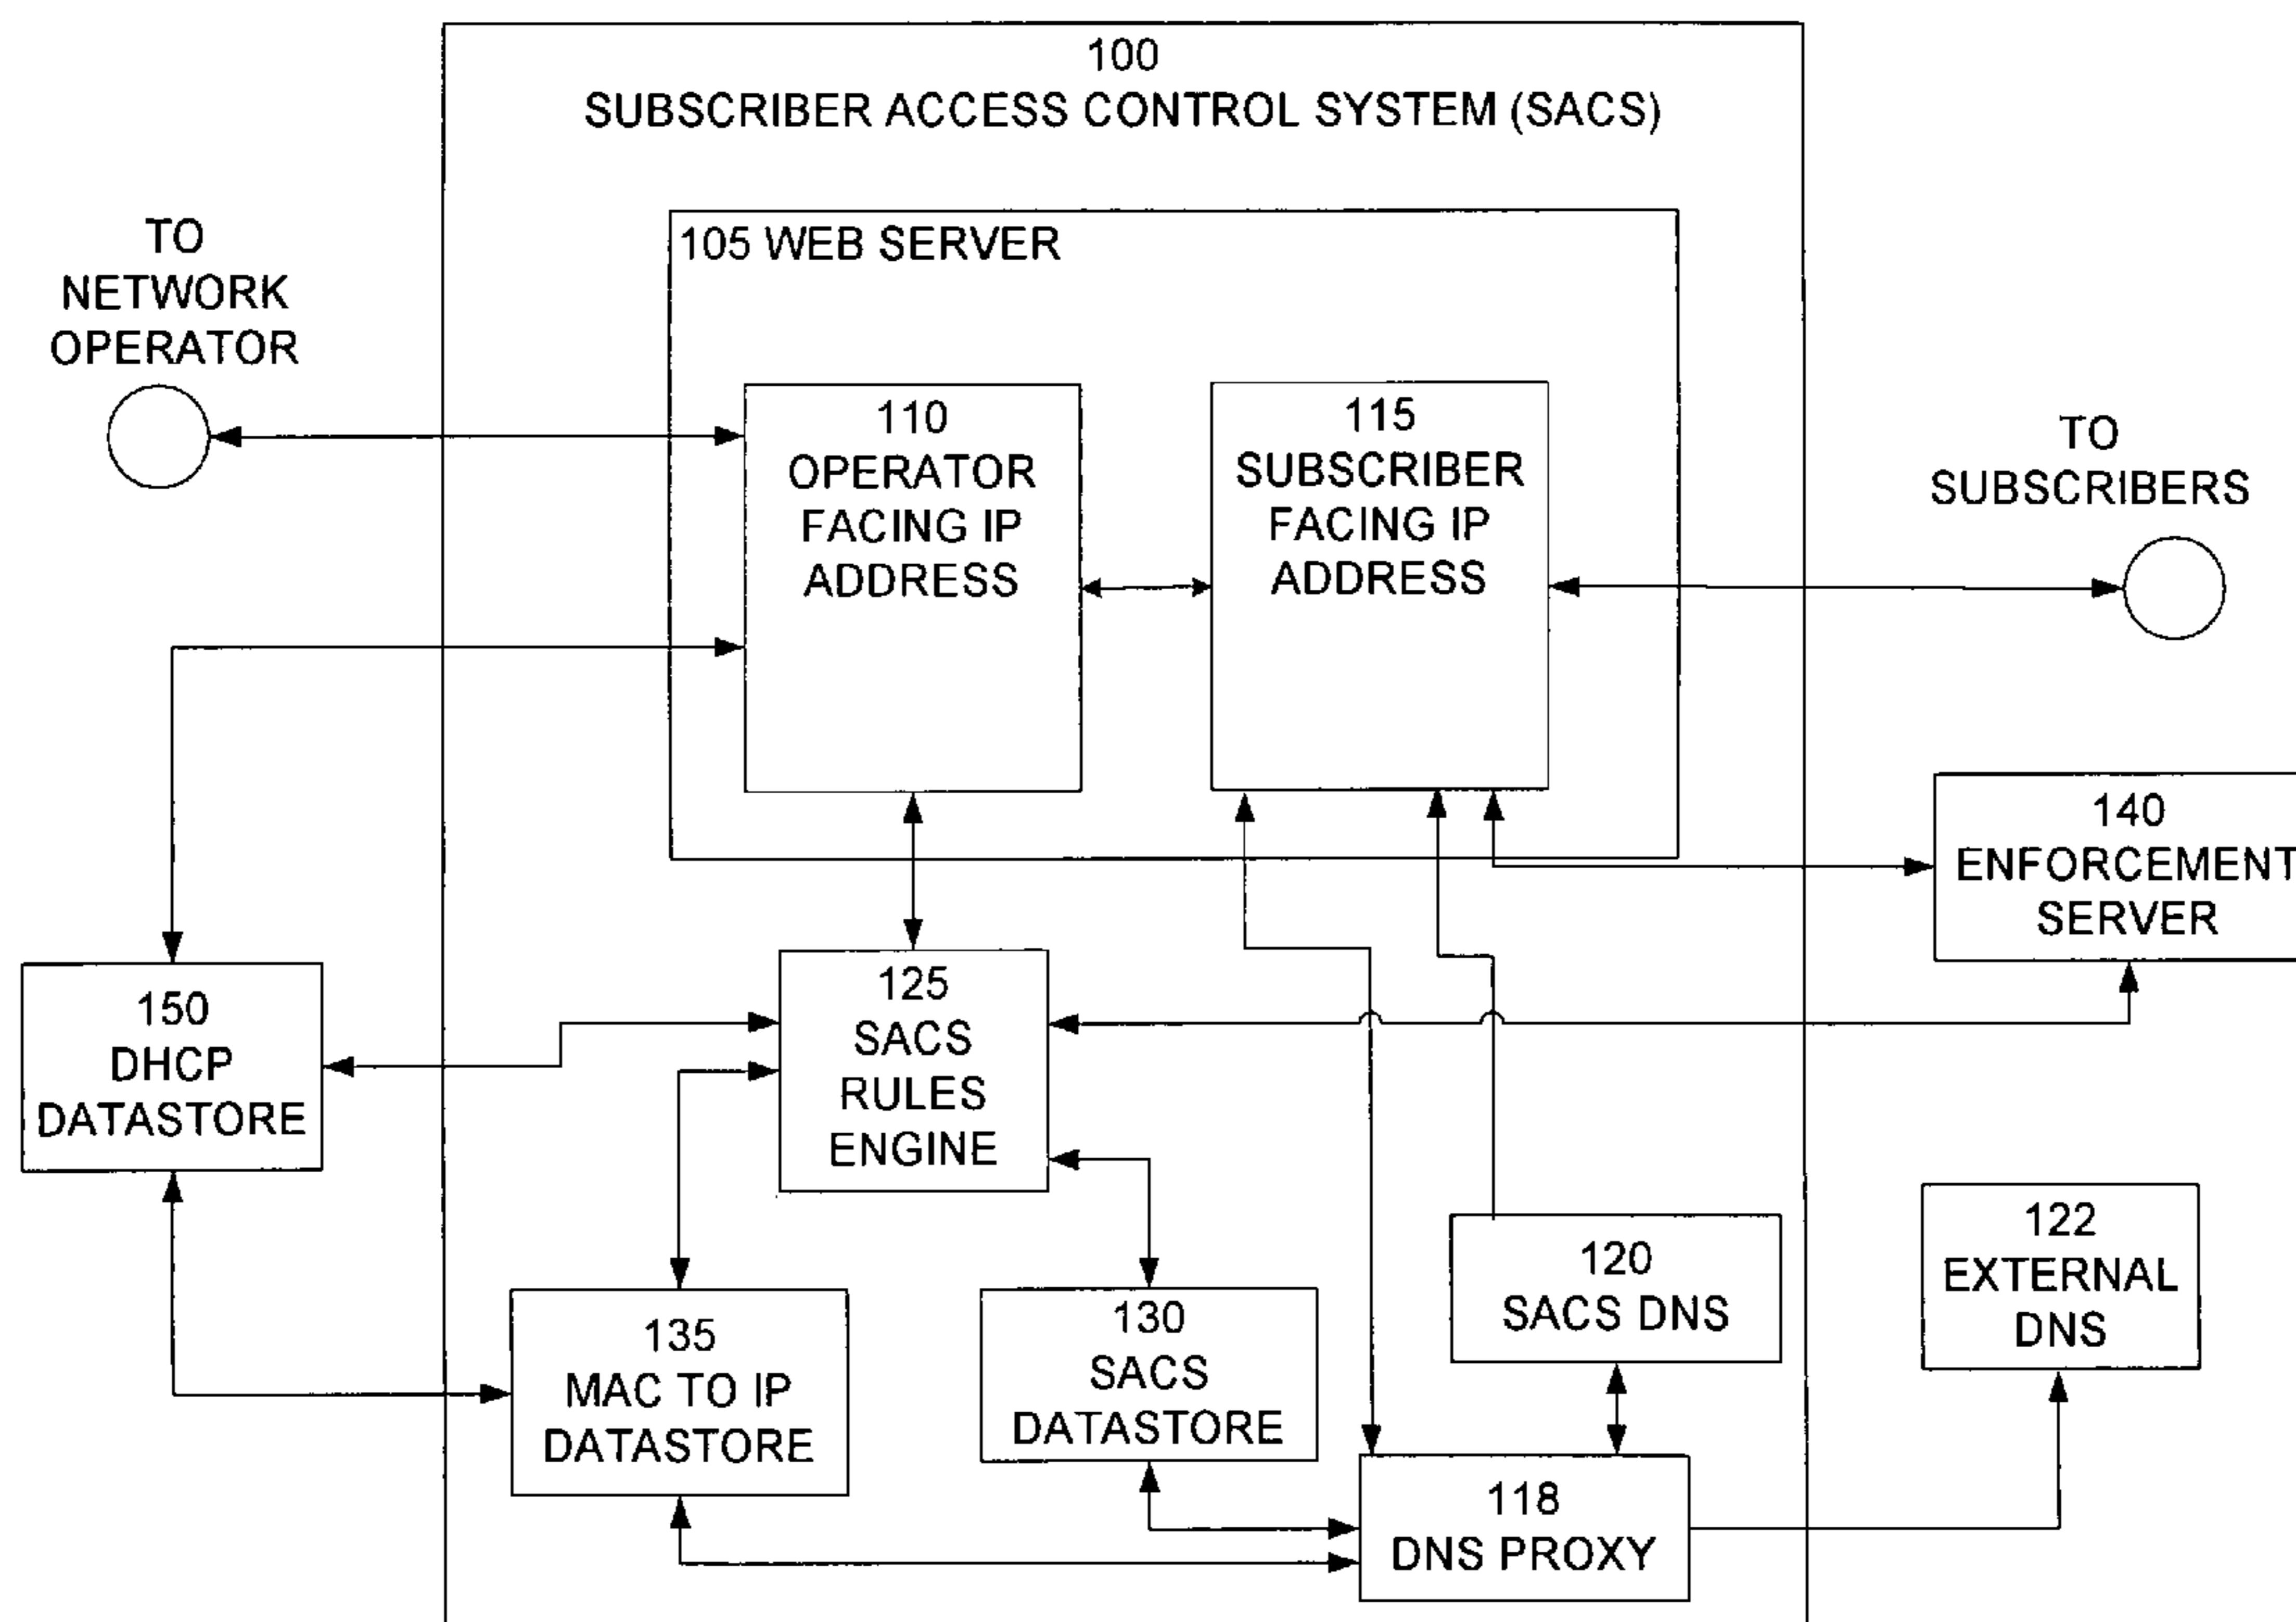 100
SUBSCRIBER ACCESS CONTROL SYSTEM (SACS)
TO
NETWORK
OPERATOR
105 WEB SERVER
110
OPERATOR
FACING IP
ADDRESS
115
SUBSCRIBER
FACING IP
ADDRESS
TO
SUBSCRIBERS
140
ENFORCEMENT
SERVER
150
DHCP
DATASTORE
125
SACS
RULES
ENGINE
135
MAC TO IP
DATASTORE
130
SACS
DATASTORE
120
SACS DNS
122
EXTERNAL
DNS
118
DNS PROXY